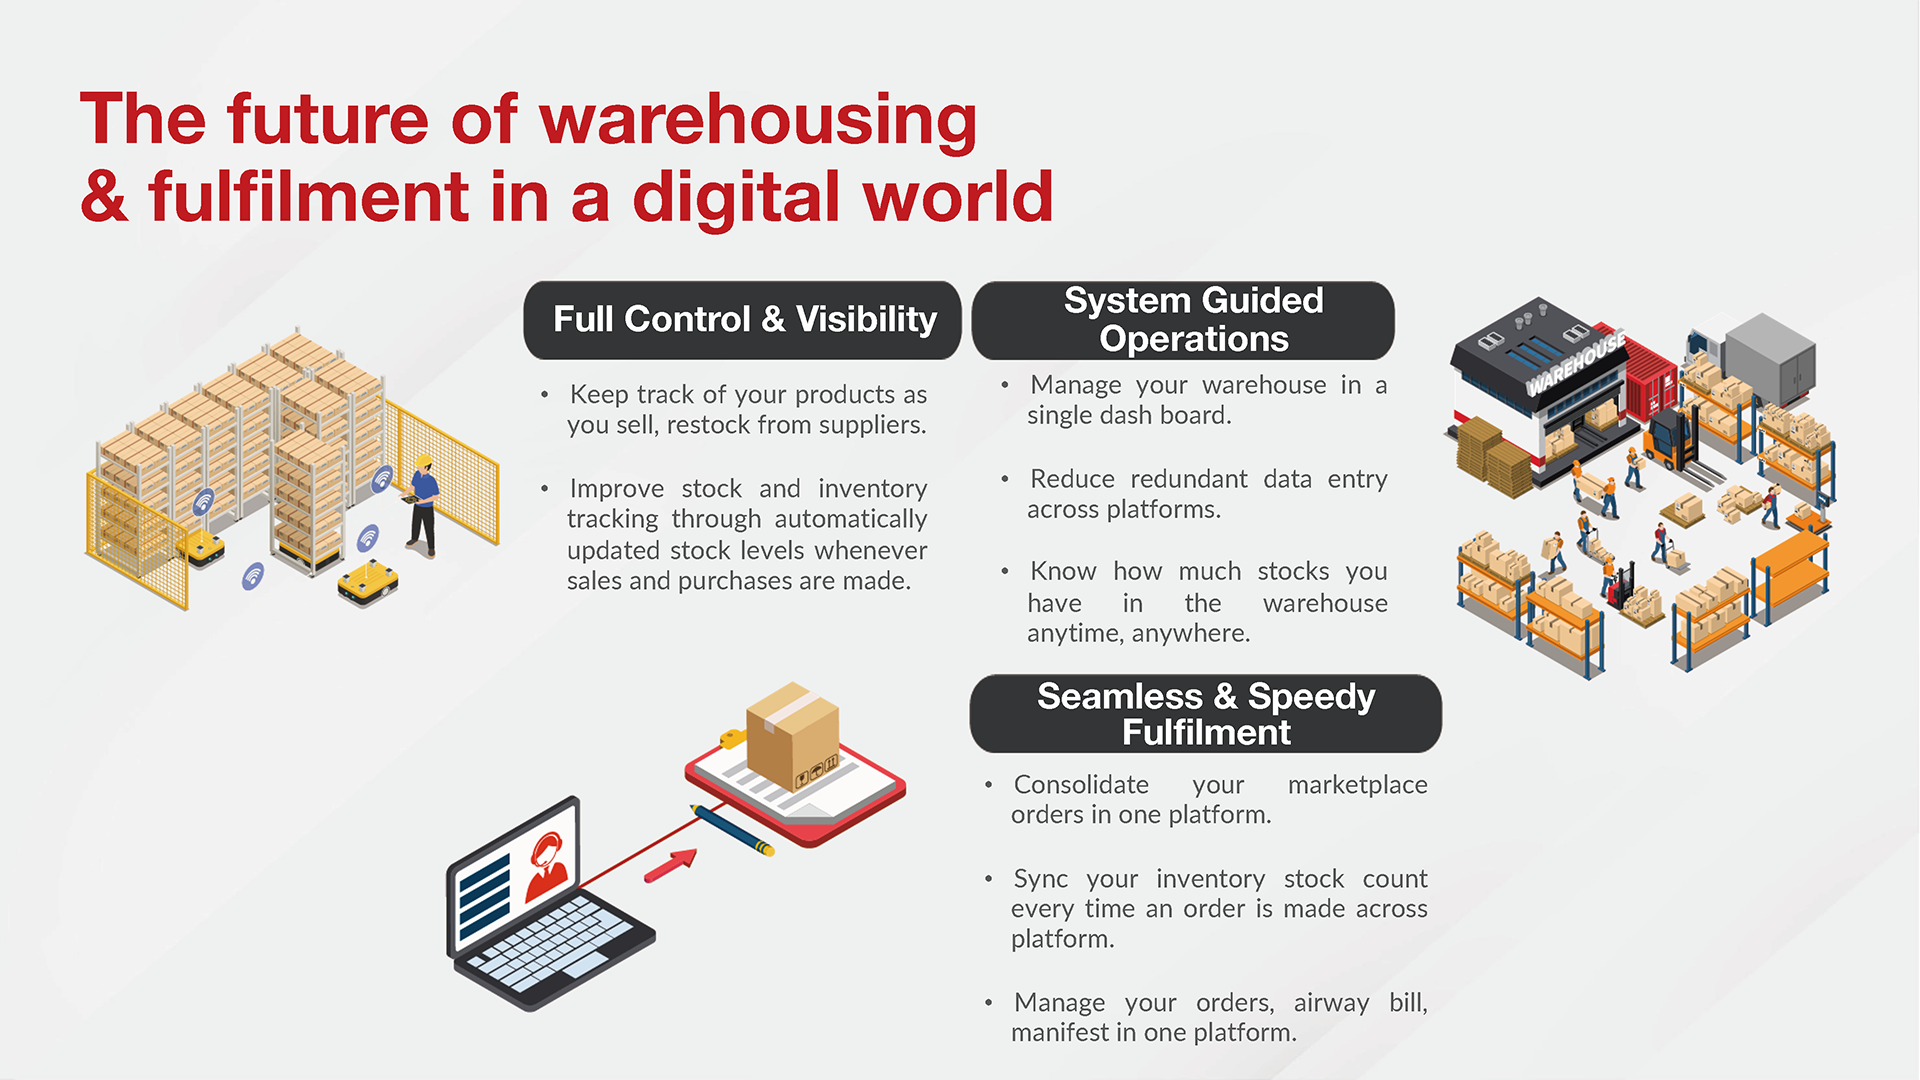 The future of warehousing
& fulfilment in a digital world
Full Control & Visibility
• Keep track of your products as
you sell, restock from suppliers.
• Improve stock and inventory
tracking through automatically
updated stock levels whenever
sales and purchases are made.
System Guided
Operations
• Manage your warehouse in a
single dash board.
• Reduce redundant data entry
across platforms.
• Know how much stocks you
have in the warehouse
anytime, anywhere.
WAREHOUSE
Seamless & Speedy
Fulfilment
• Consolidate your marketplace
orders in one platform.
• Sync your inventory stock count
every time an order is made across
platform.
• Manage your orders, airway bill,
manifest in one platform.